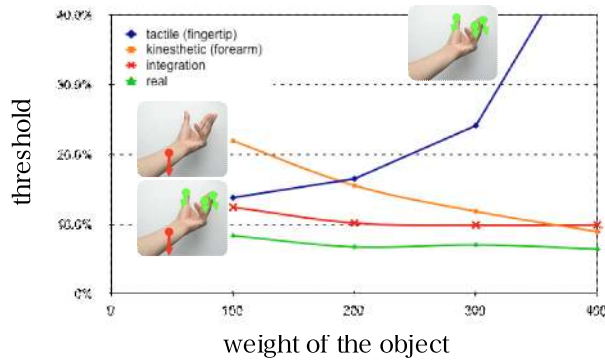 40.0%
tactile (fingertip)
kinesthetic (forearm)
integration
real
30.0%
20.0%
10.0%
0%
threshold
0 100 200 300 400
weight of the object